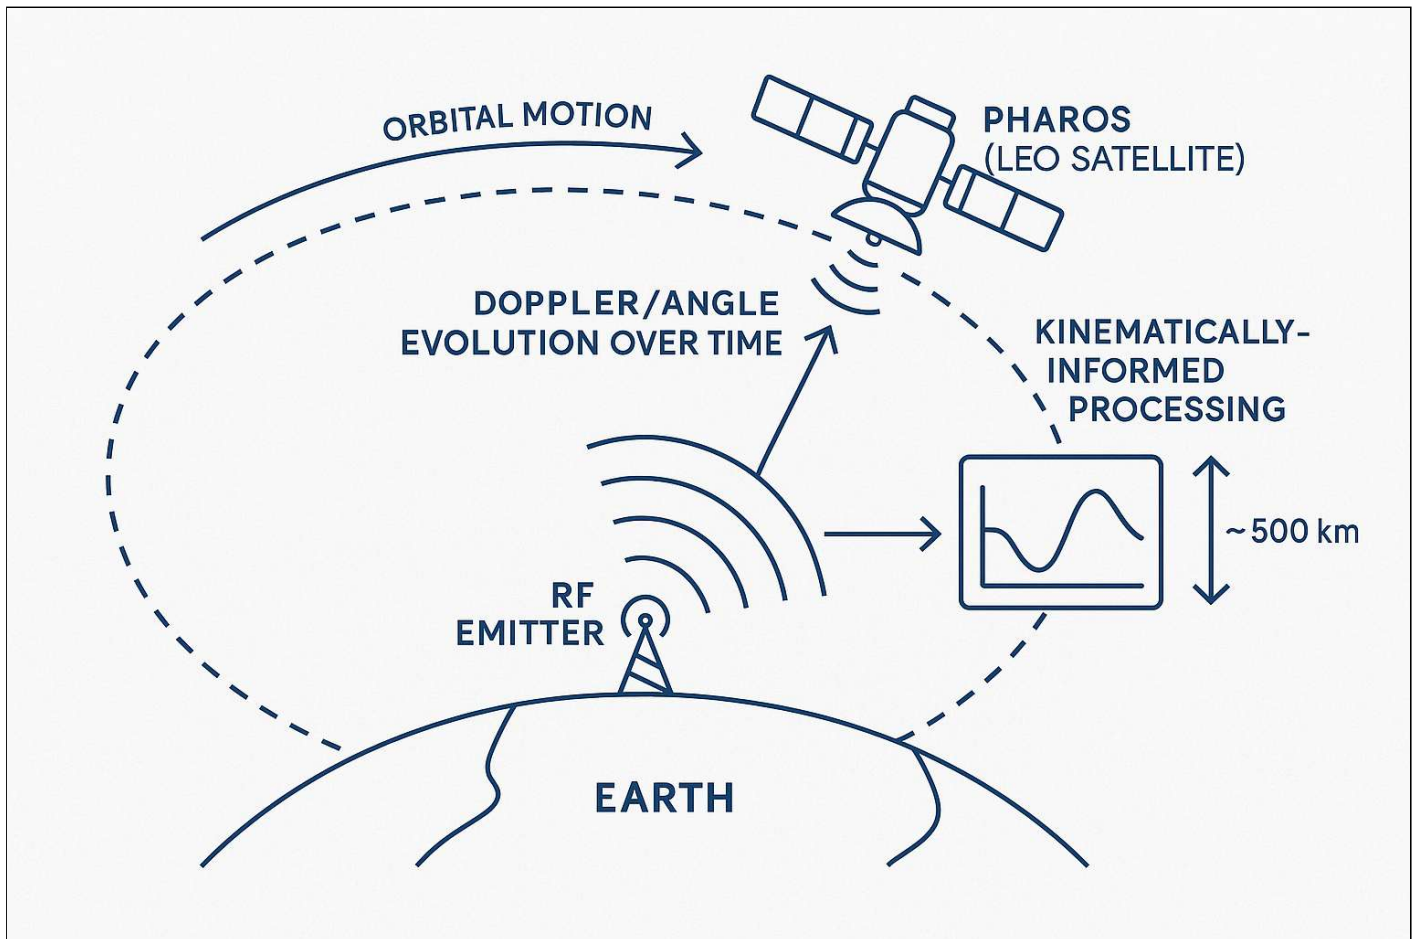 ORBITAL MOTION
PHAROS
(LEO SATELLITE)
DOPPLER/ANGLE
EVOLUTION OVER TIME
KINEMATICALLY-
INFORMED
PROCESSING
~500 km
RF
EMITTER
EARTH